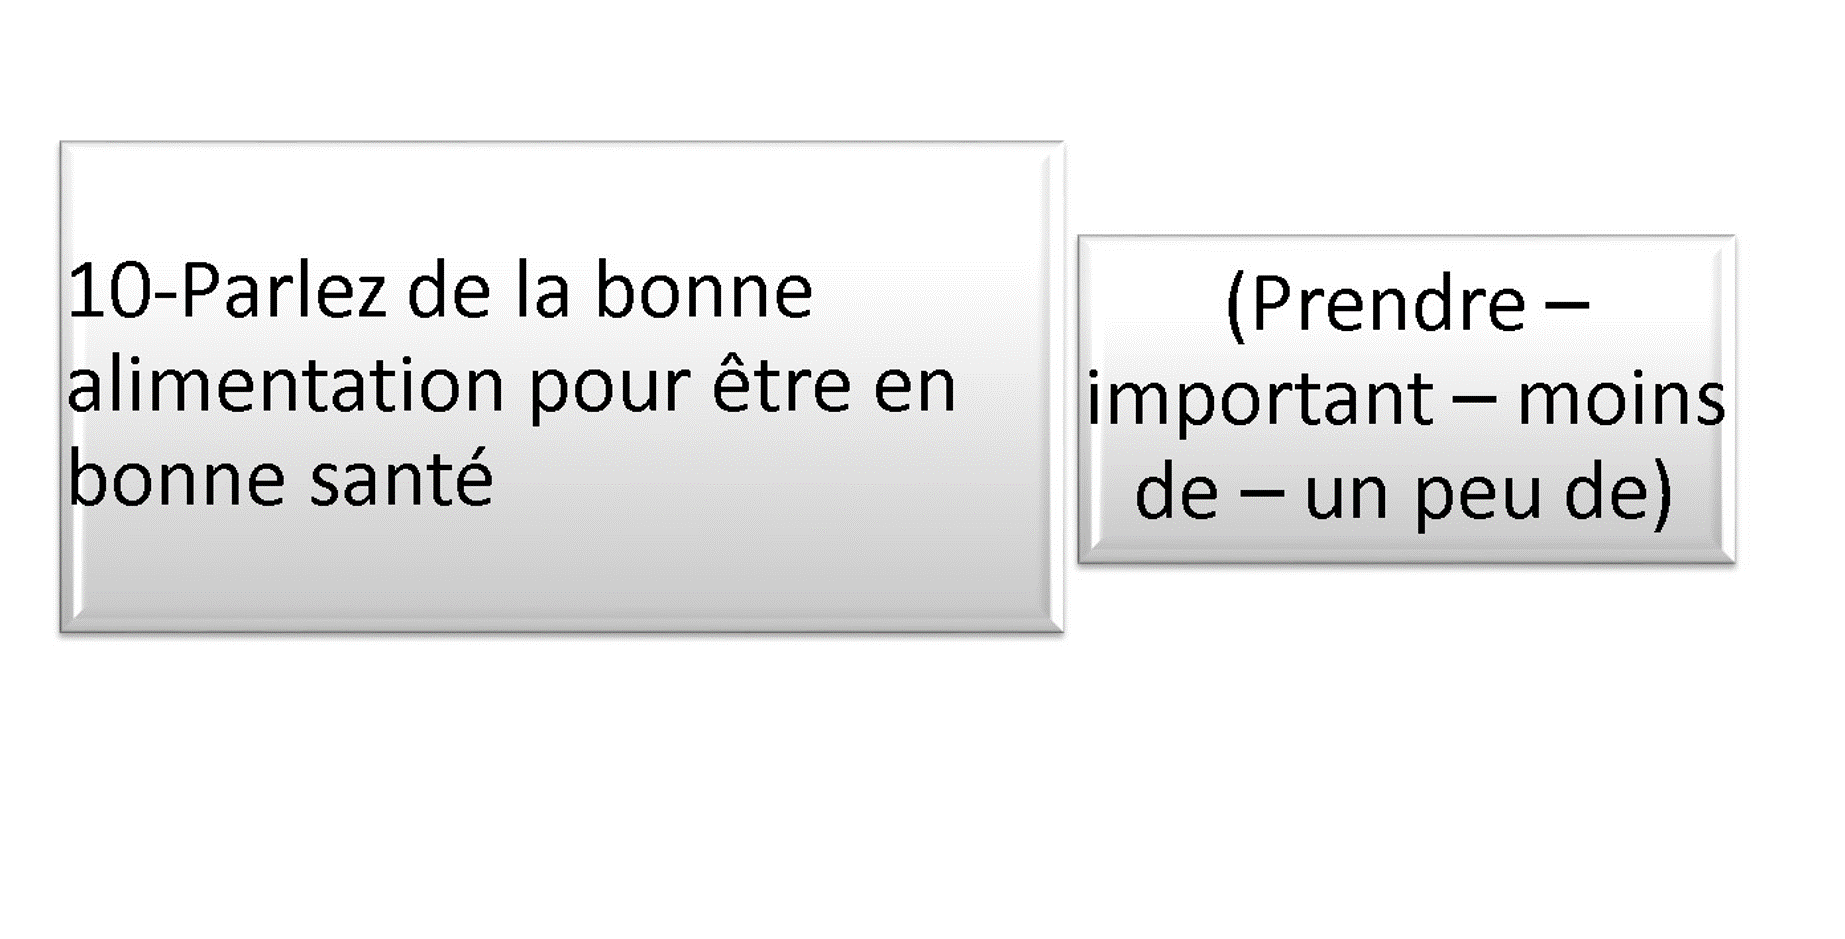 10-Parlez de la bonne
alimentation pour être en
bonne santé
(Prendre –
important – moins
de – un peu de)